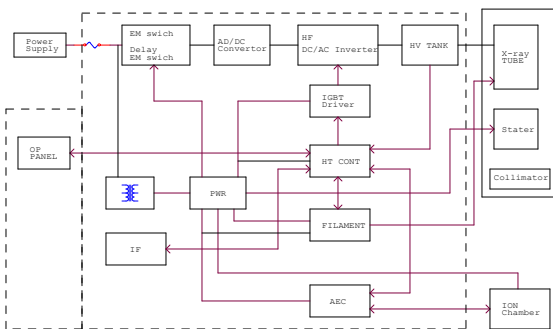 EM swich
Delay
EM swich
AD/DC
Convertor
HF
DC/AC Inverter
HV TANK
Power
Supply
X-ray
TUBE
IGBT
Driver
Stater
OP
PANEL
HT CONT
Collimator
PWR
FILAMENT
IF
AEC
ION
Chamber